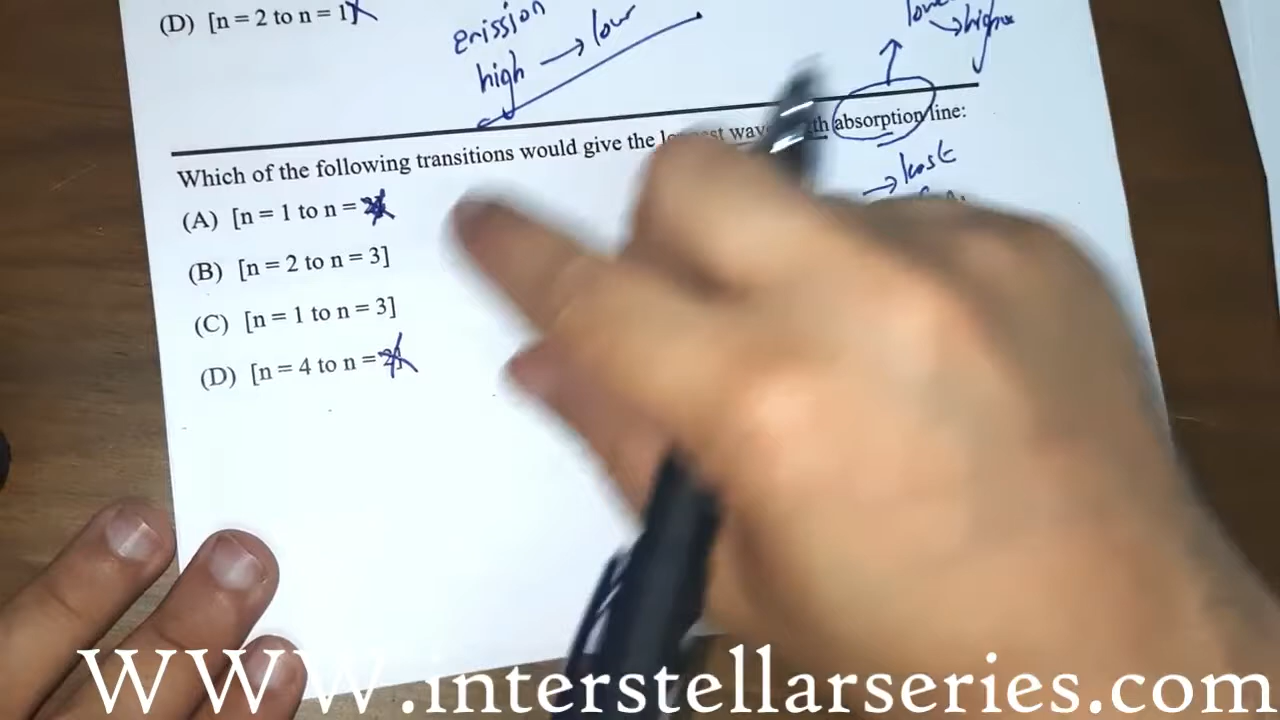 (D) [n = 2 to n = 1]
emission
high → low
→ higher
Which of the following transitions would give the absorption line:
→ least
(A) [n = 1 to n =
(B) [n = 2 to n = 3]
(C) [n = 1 to n = 3]
(D) [n = 4 to n =
WWW.interstellarseries.com